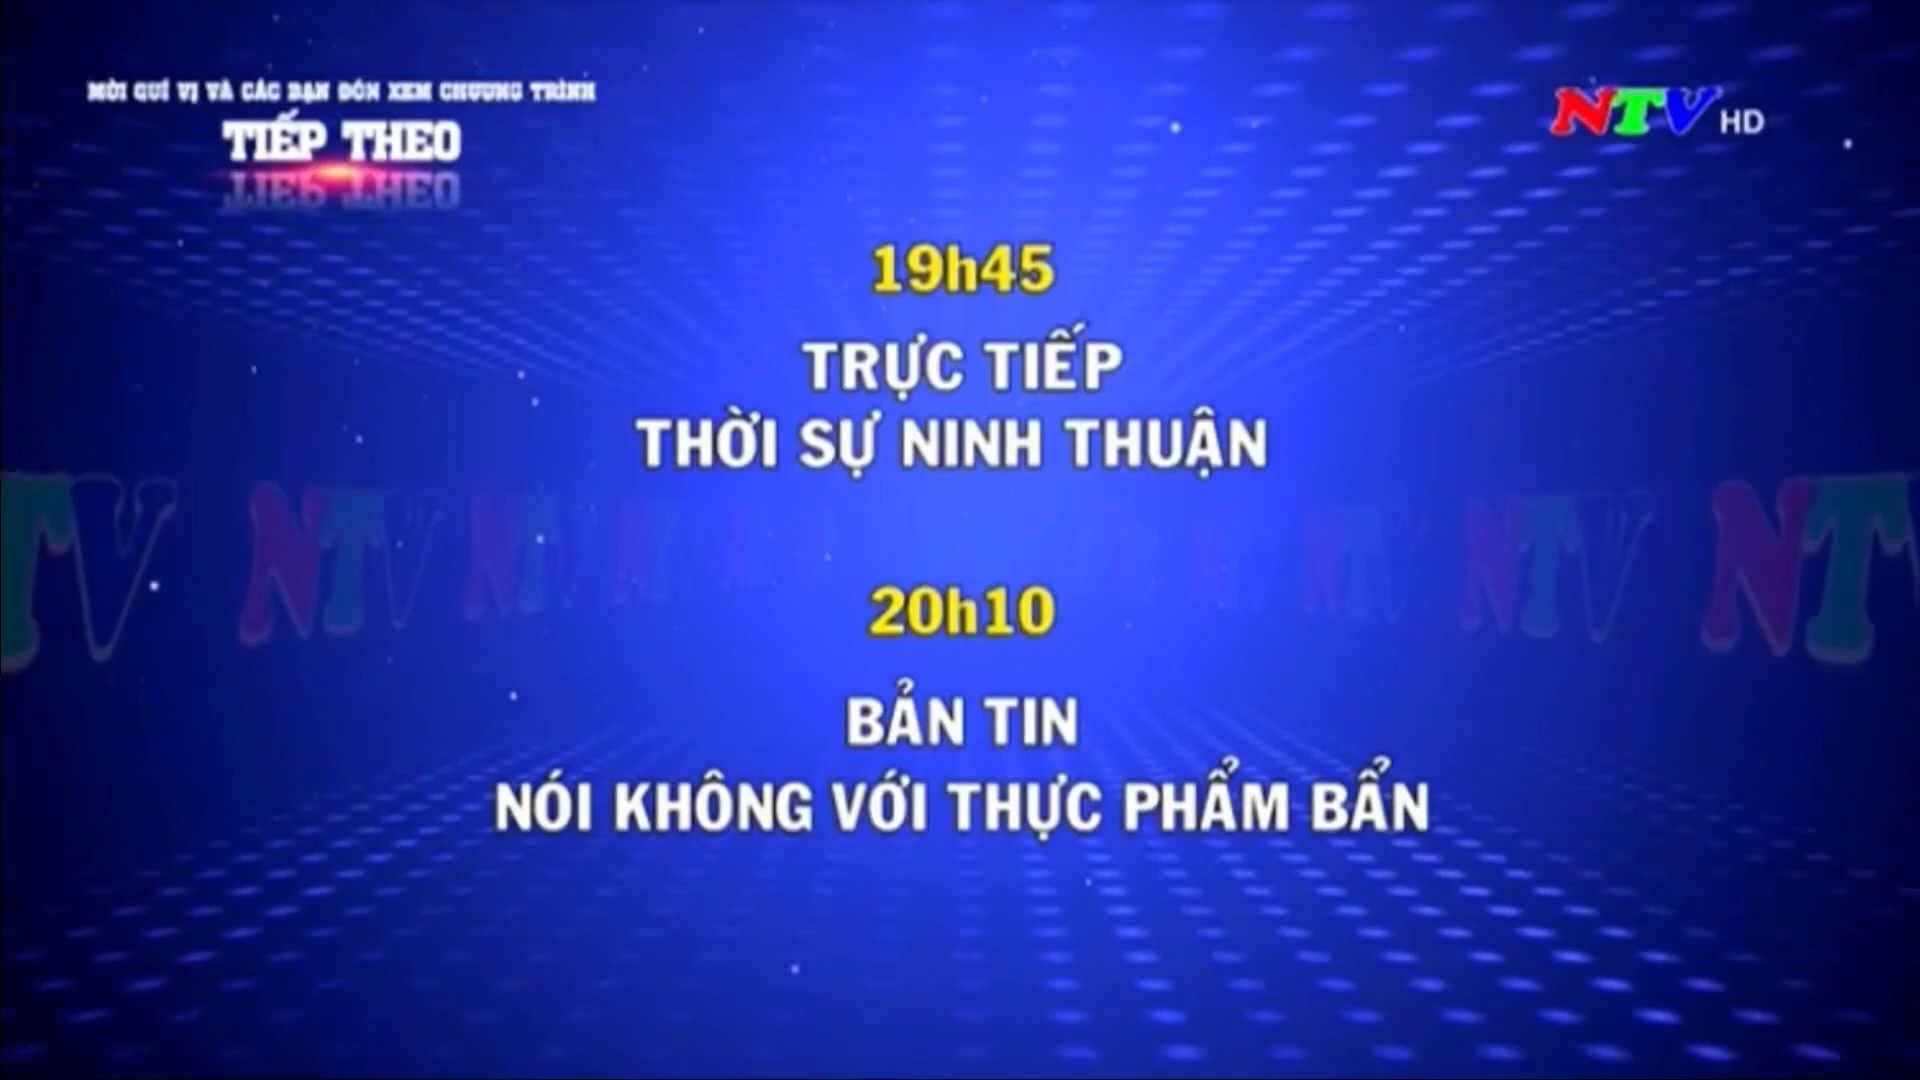 MỜI QUÍ VỊ VÀ CÁC BẠN ĐÓN XEM CHƯƠNG TRÌNH
TIẾP THEO
NTV HD
19h45
TRỰC TIẾP
THỜI SỰ NINH THUẬN
20h10
BẢN TIN
NÓI KHÔNG VỚI THỰC PHẨM BẨN